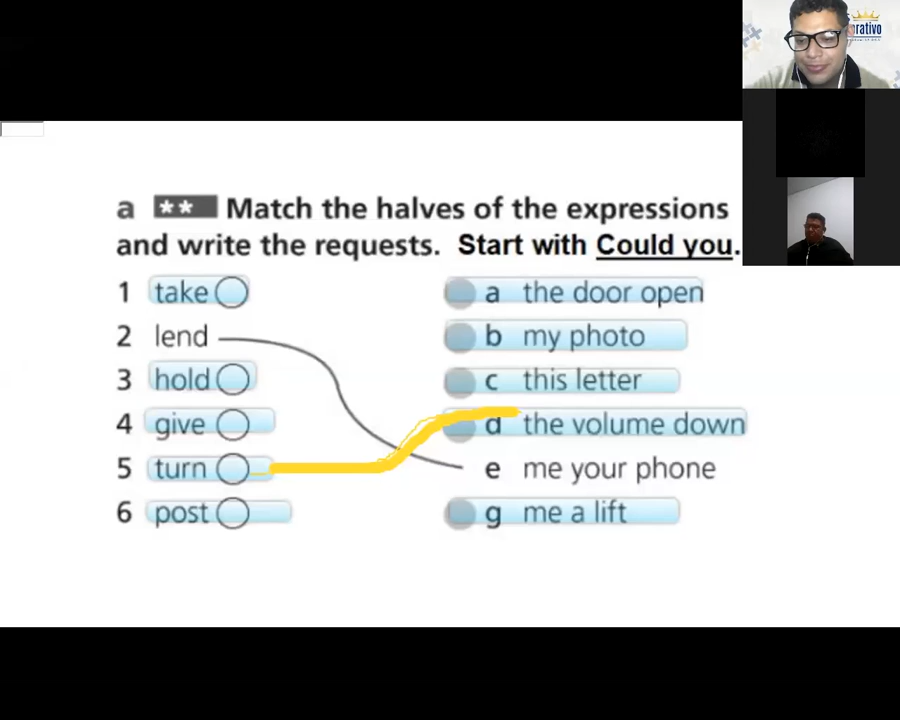 rativo
a ** Match the halves of the expressions
and write the requests. Start with Could you.
1 take a the door open
2 lend b my photo
3 hold c this letter
4 give d the volume down
5 turn e me your phone
6 post g me a lift